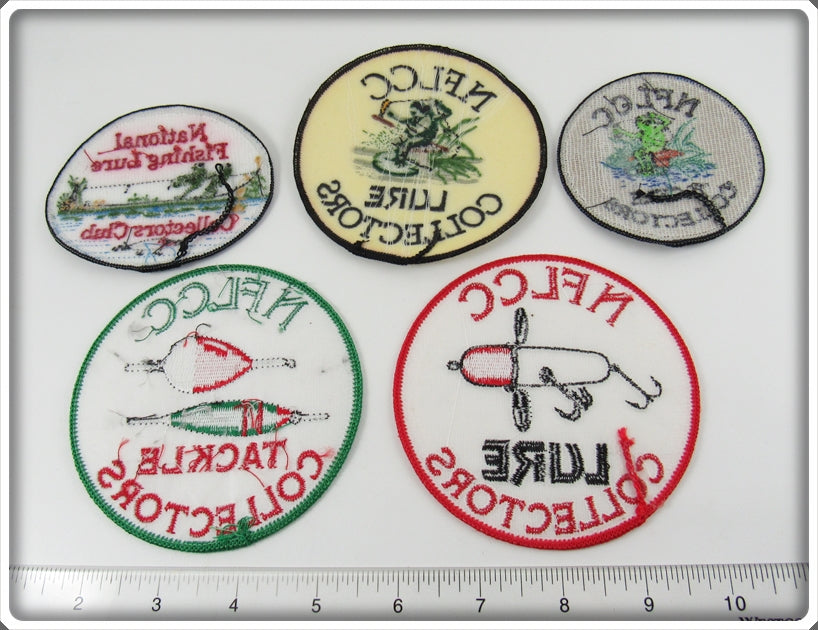 National
Fishing Lure
Collectors Club
NFLCC
LURE
COLLECTORS
NFLCC
COLLECTORS
NFLCC
TACKLE
COLLECTORS
NFLCC
LURE
COLLECTORS
2 3 4 5 6 7 8 9 10